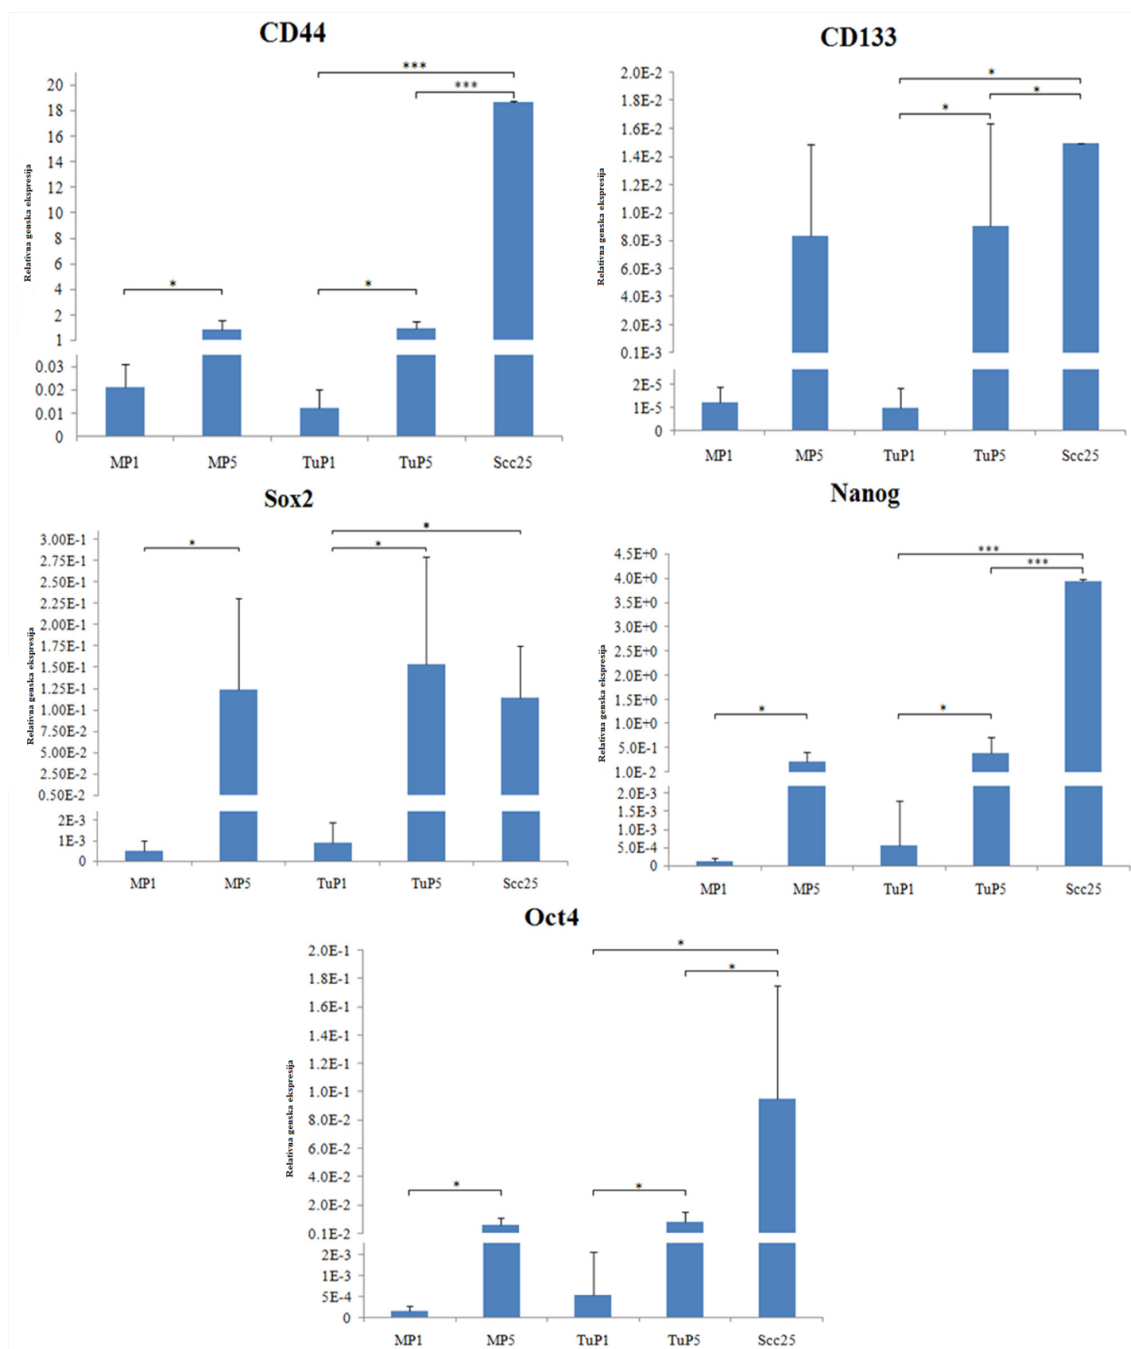 CD44
***
***
*
*
20
18
16
14
12
10
8
6
4
2
1
0.03
0.02
0.01
0
Relativna genska ekspresija
MP1 MP5 TuP1 TuP5 Scc25
CD133
*
*
*
2.0E-2
1.8E-2
1.6E-2
1.4E-2
1.2E-2
1.0E-2
8.0E-3
6.0E-3
4.0E-3
2.0E-3
0.1E-3
2E-5
1E-5
0
Relativna genska ekspresija
MP1 MP5 TuP1 TuP5 Scc25
Sox2
*
*
*
3.00E-1
2.75E-1
2.50E-1
2.25E-1
2.00E-1
1.75E-1
1.50E-1
1.25E-1
1.00E-1
7.50E-2
5.00E-2
2.50E-2
0.50E-2
2E-3
1E-3
0
Relativna genska ekspresija
MP1 MP5 TuP1 TuP5 Scc25
Nanog
***
***
*
*
4.5E+0
4.0E+0
3.5E+0
3.0E+0
2.5E+0
2.0E+0
1.5E+0
1.0E+0
5.0E-1
1.0E-2
2.0E-3
1.0E-3
1.0E-3
5.0E-4
0
Relativna genska ekspresija
MP1 MP5 TuP1 TuP5 Scc25
Oct4
*
*
*
*
2.0E-1
1.8E-1
1.6E-1
1.4E-1
1.2E-1
1.0E-1
8.0E-2
6.0E-2
4.0E-2
2.0E-2
0.1E-2
2E-3
1E-3
5E-4
0
Relativna genska ekspresija
MP1 MP5 TuP1 TuP5 Scc25